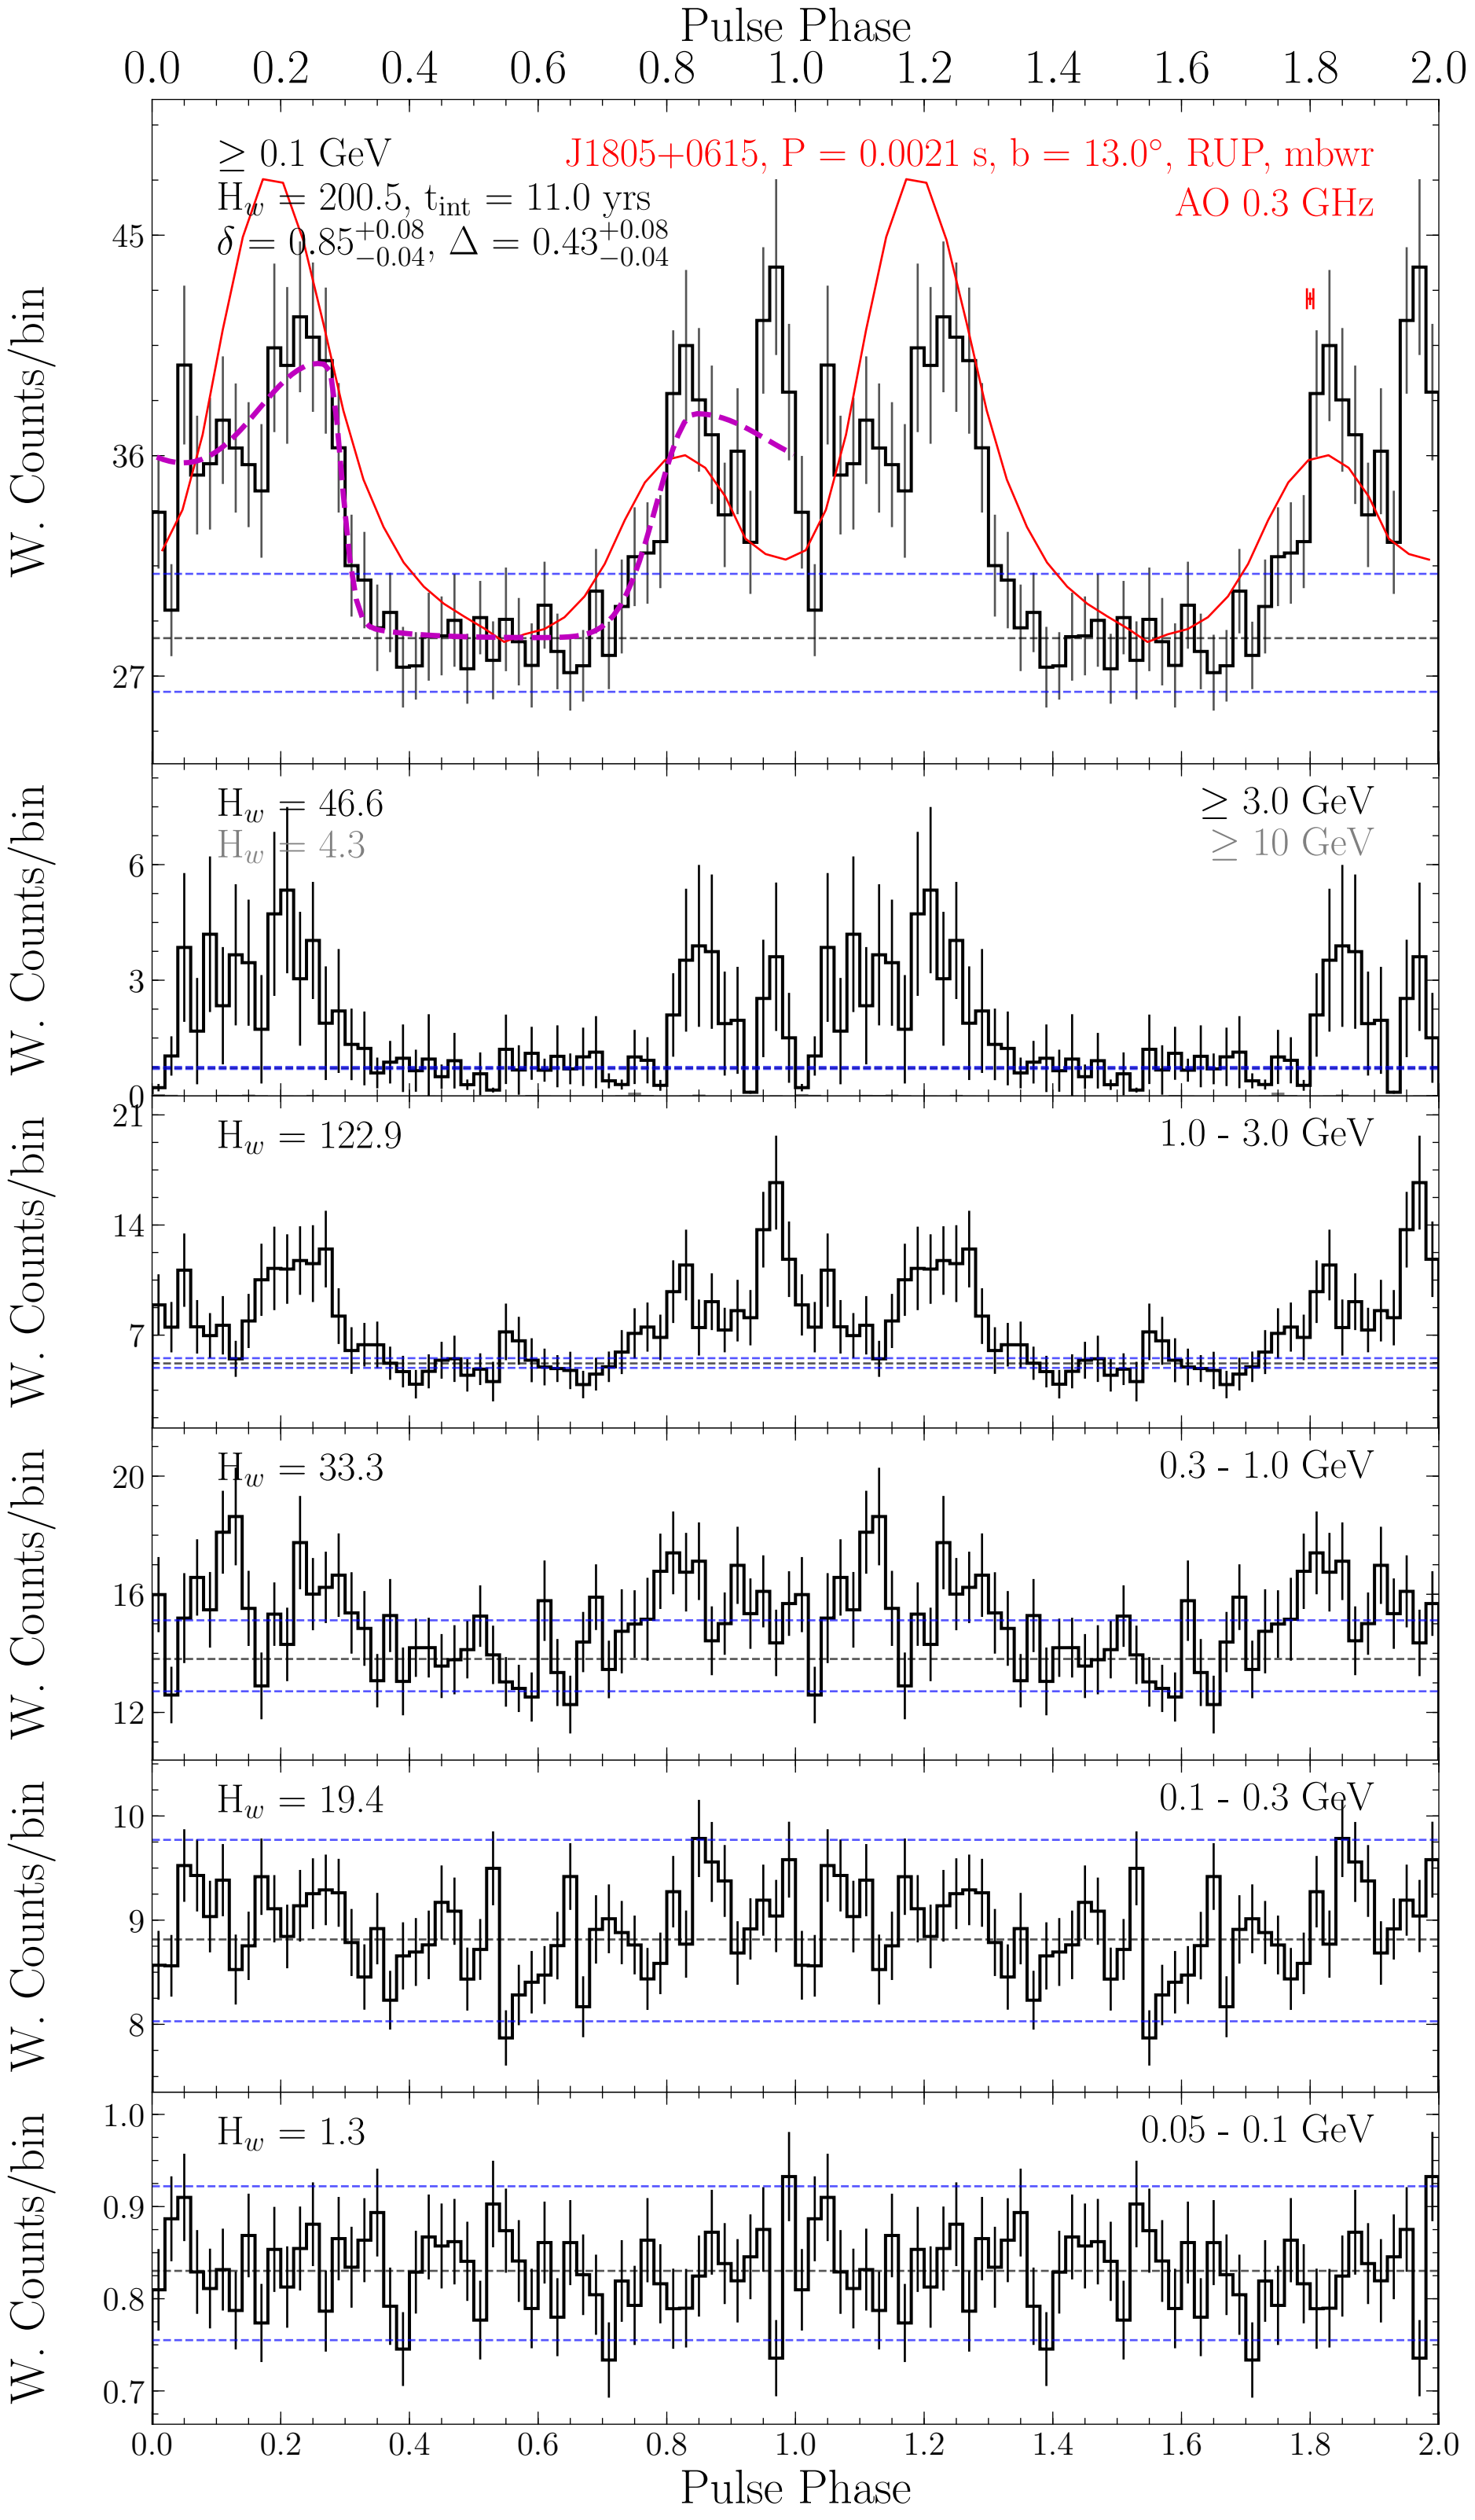 Pulse Phase
0.0 0.2 0.4 0.6 0.8 1.0 1.2 1.4 1.6 1.8 2.0
≥ 0.1 GeV
J1805+0615, P = 0.0021 s, b = 13.0°, RUP, mbwr
H_w = 200.5, t_int = 11.0 yrs
AO 0.3 GHz
δ = 0.85^{+0.08}_{-0.04}, Δ = 0.43^{+0.08}_{-0.04}
45
36
27
W. Counts/bin
H_w = 46.6
≥ 3.0 GeV
H_w = 4.3
≥ 10 GeV
6
3
0
W. Counts/bin
H_w = 122.9
1.0 - 3.0 GeV
21
14
7
W. Counts/bin
H_w = 33.3
0.3 - 1.0 GeV
20
16
12
W. Counts/bin
H_w = 19.4
0.1 - 0.3 GeV
10
9
8
W. Counts/bin
H_w = 1.3
0.05 - 0.1 GeV
1.0
0.9
0.8
0.7
W. Counts/bin
0.0 0.2 0.4 0.6 0.8 1.0 1.2 1.4 1.6 1.8 2.0
Pulse Phase